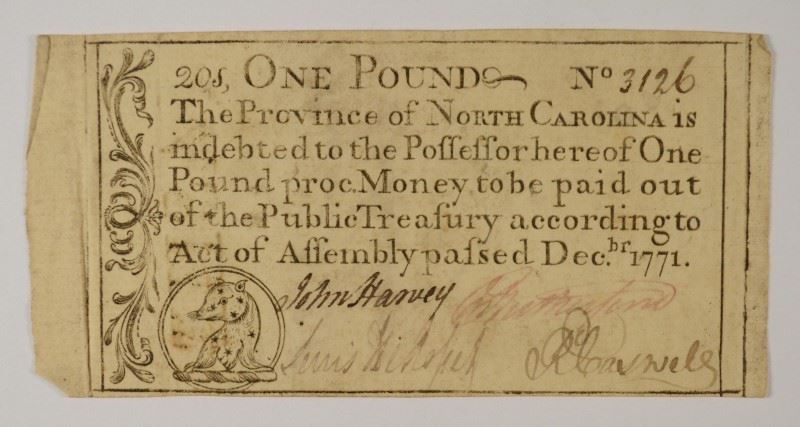 20s, ONE POUND No 3126
The Province of NORTH CAROLINA is
indebted to the Poſſeſſor hereof One
Pound proc. Money to be paid out
of the Public Treaſury according to
Act of Aſſembly paſsed Dec.br 1771.
John Harvey
Rd Caswell